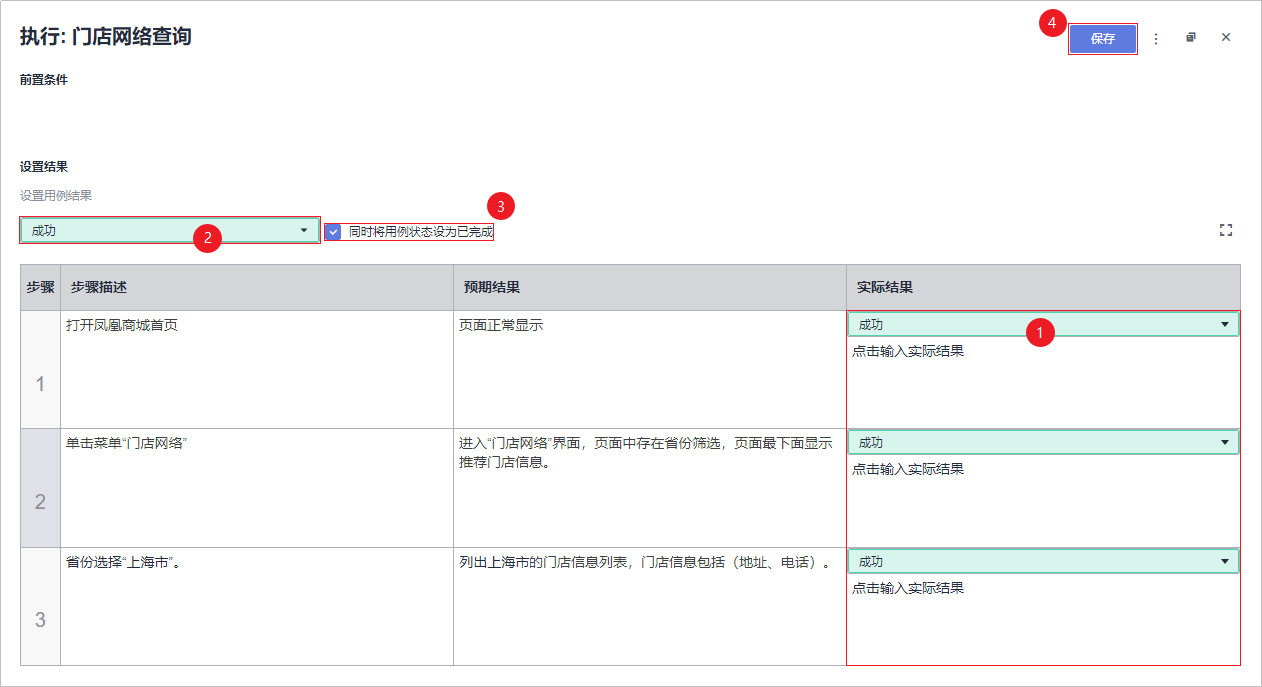 执行: 门店网络查询
4
保存
前置条件
设置结果
设置用例结果
3
成功
2
同时将用例状态设为已完成
步骤
步骤描述
预期结果
实际结果
1
打开凤凰商城首页
页面正常显示
成功
1
点击输入实际结果
2
单击菜单“门店网络”
进入“门店网络”界面，页面中存在省份筛选，页面最下面显示
推荐门店信息。
成功
点击输入实际结果
3
省份选择“上海市”。
列出上海市的门店信息列表，门店信息包括（地址、电话）。
成功
点击输入实际结果